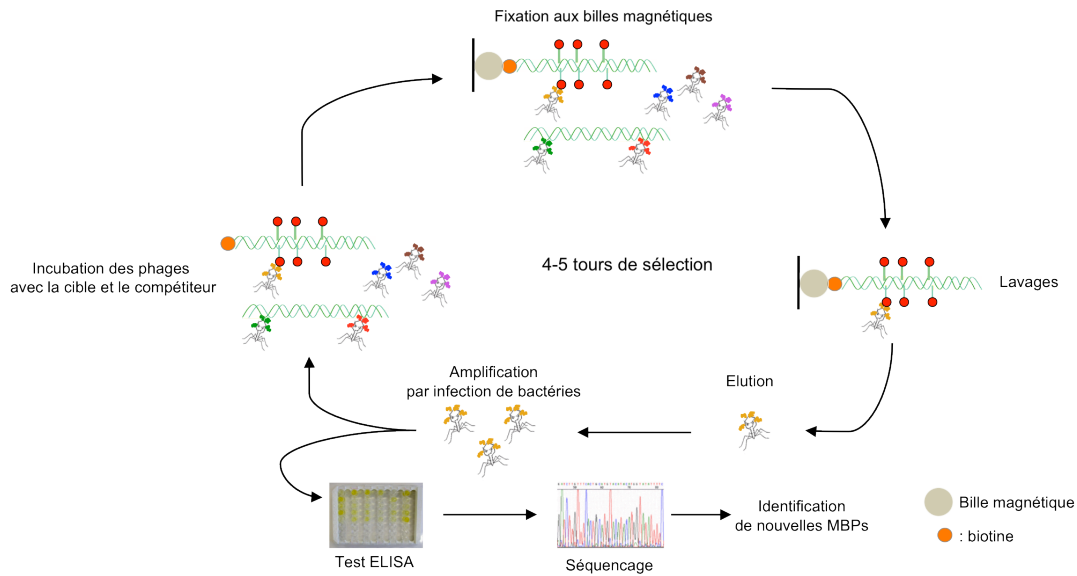 Fixation aux billes magnétiques
Incubation des phages
avec la cible et le compétiteur
4-5 tours de sélection
Lavages
Amplification
par infection de bactéries
Elution
Test ELISA
Séquencage
Identification
de nouvelles MBPs
Bille magnétique
: biotine